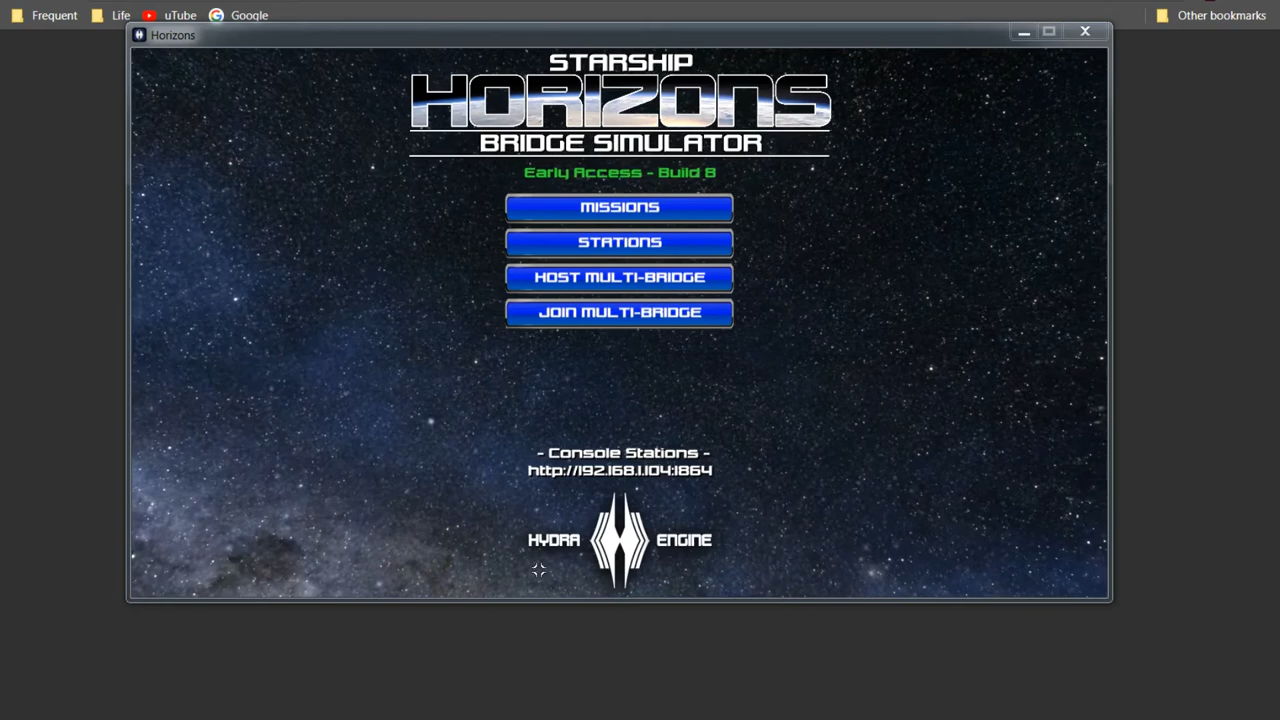 Frequent Life uTube Google Other bookmarks
Horizons
STARSHIP
HORIZONS
BRIDGE SIMULATOR
Early Access - Build 8
MISSIONS
STATIONS
HOST MULTI-BRIDGE
JOIN MULTI-BRIDGE
- Console Stations -
http://192.168.1.104:1864
HYDRA ENGINE